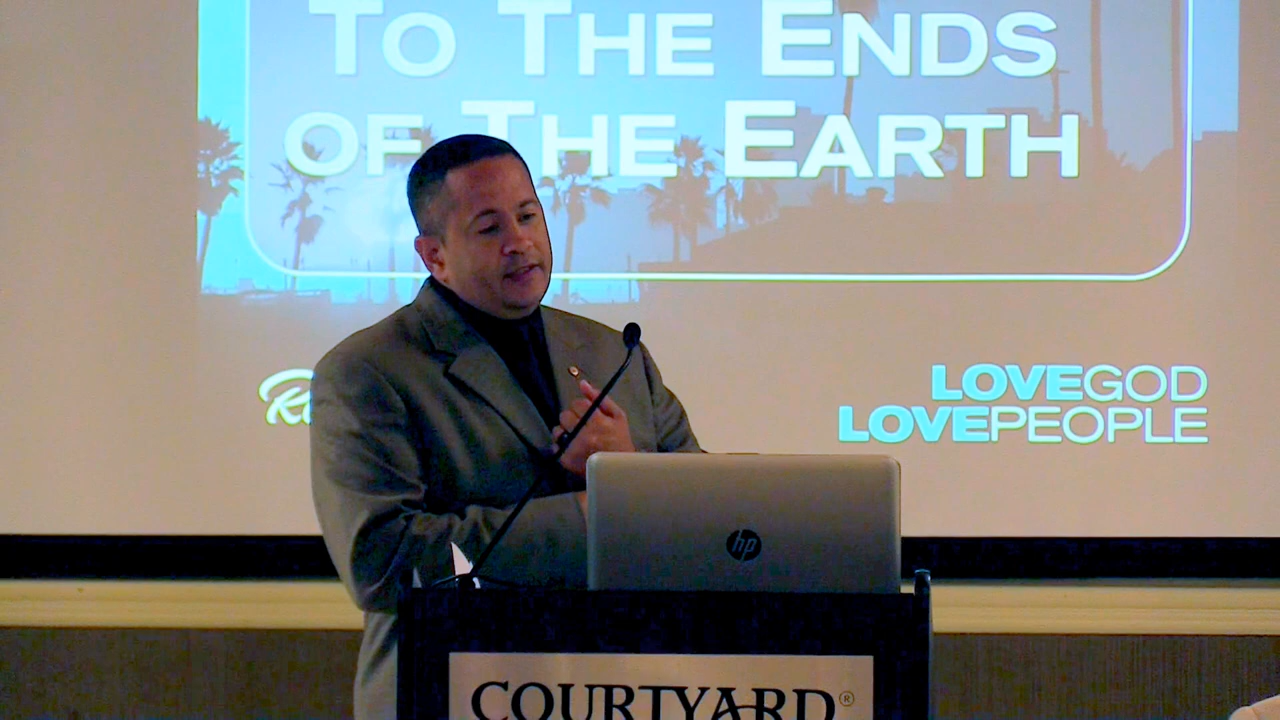 TO THE ENDS
OF THE EARTH
LOVEGOD
LOVEPEOPLE
hp
COURTYARD®